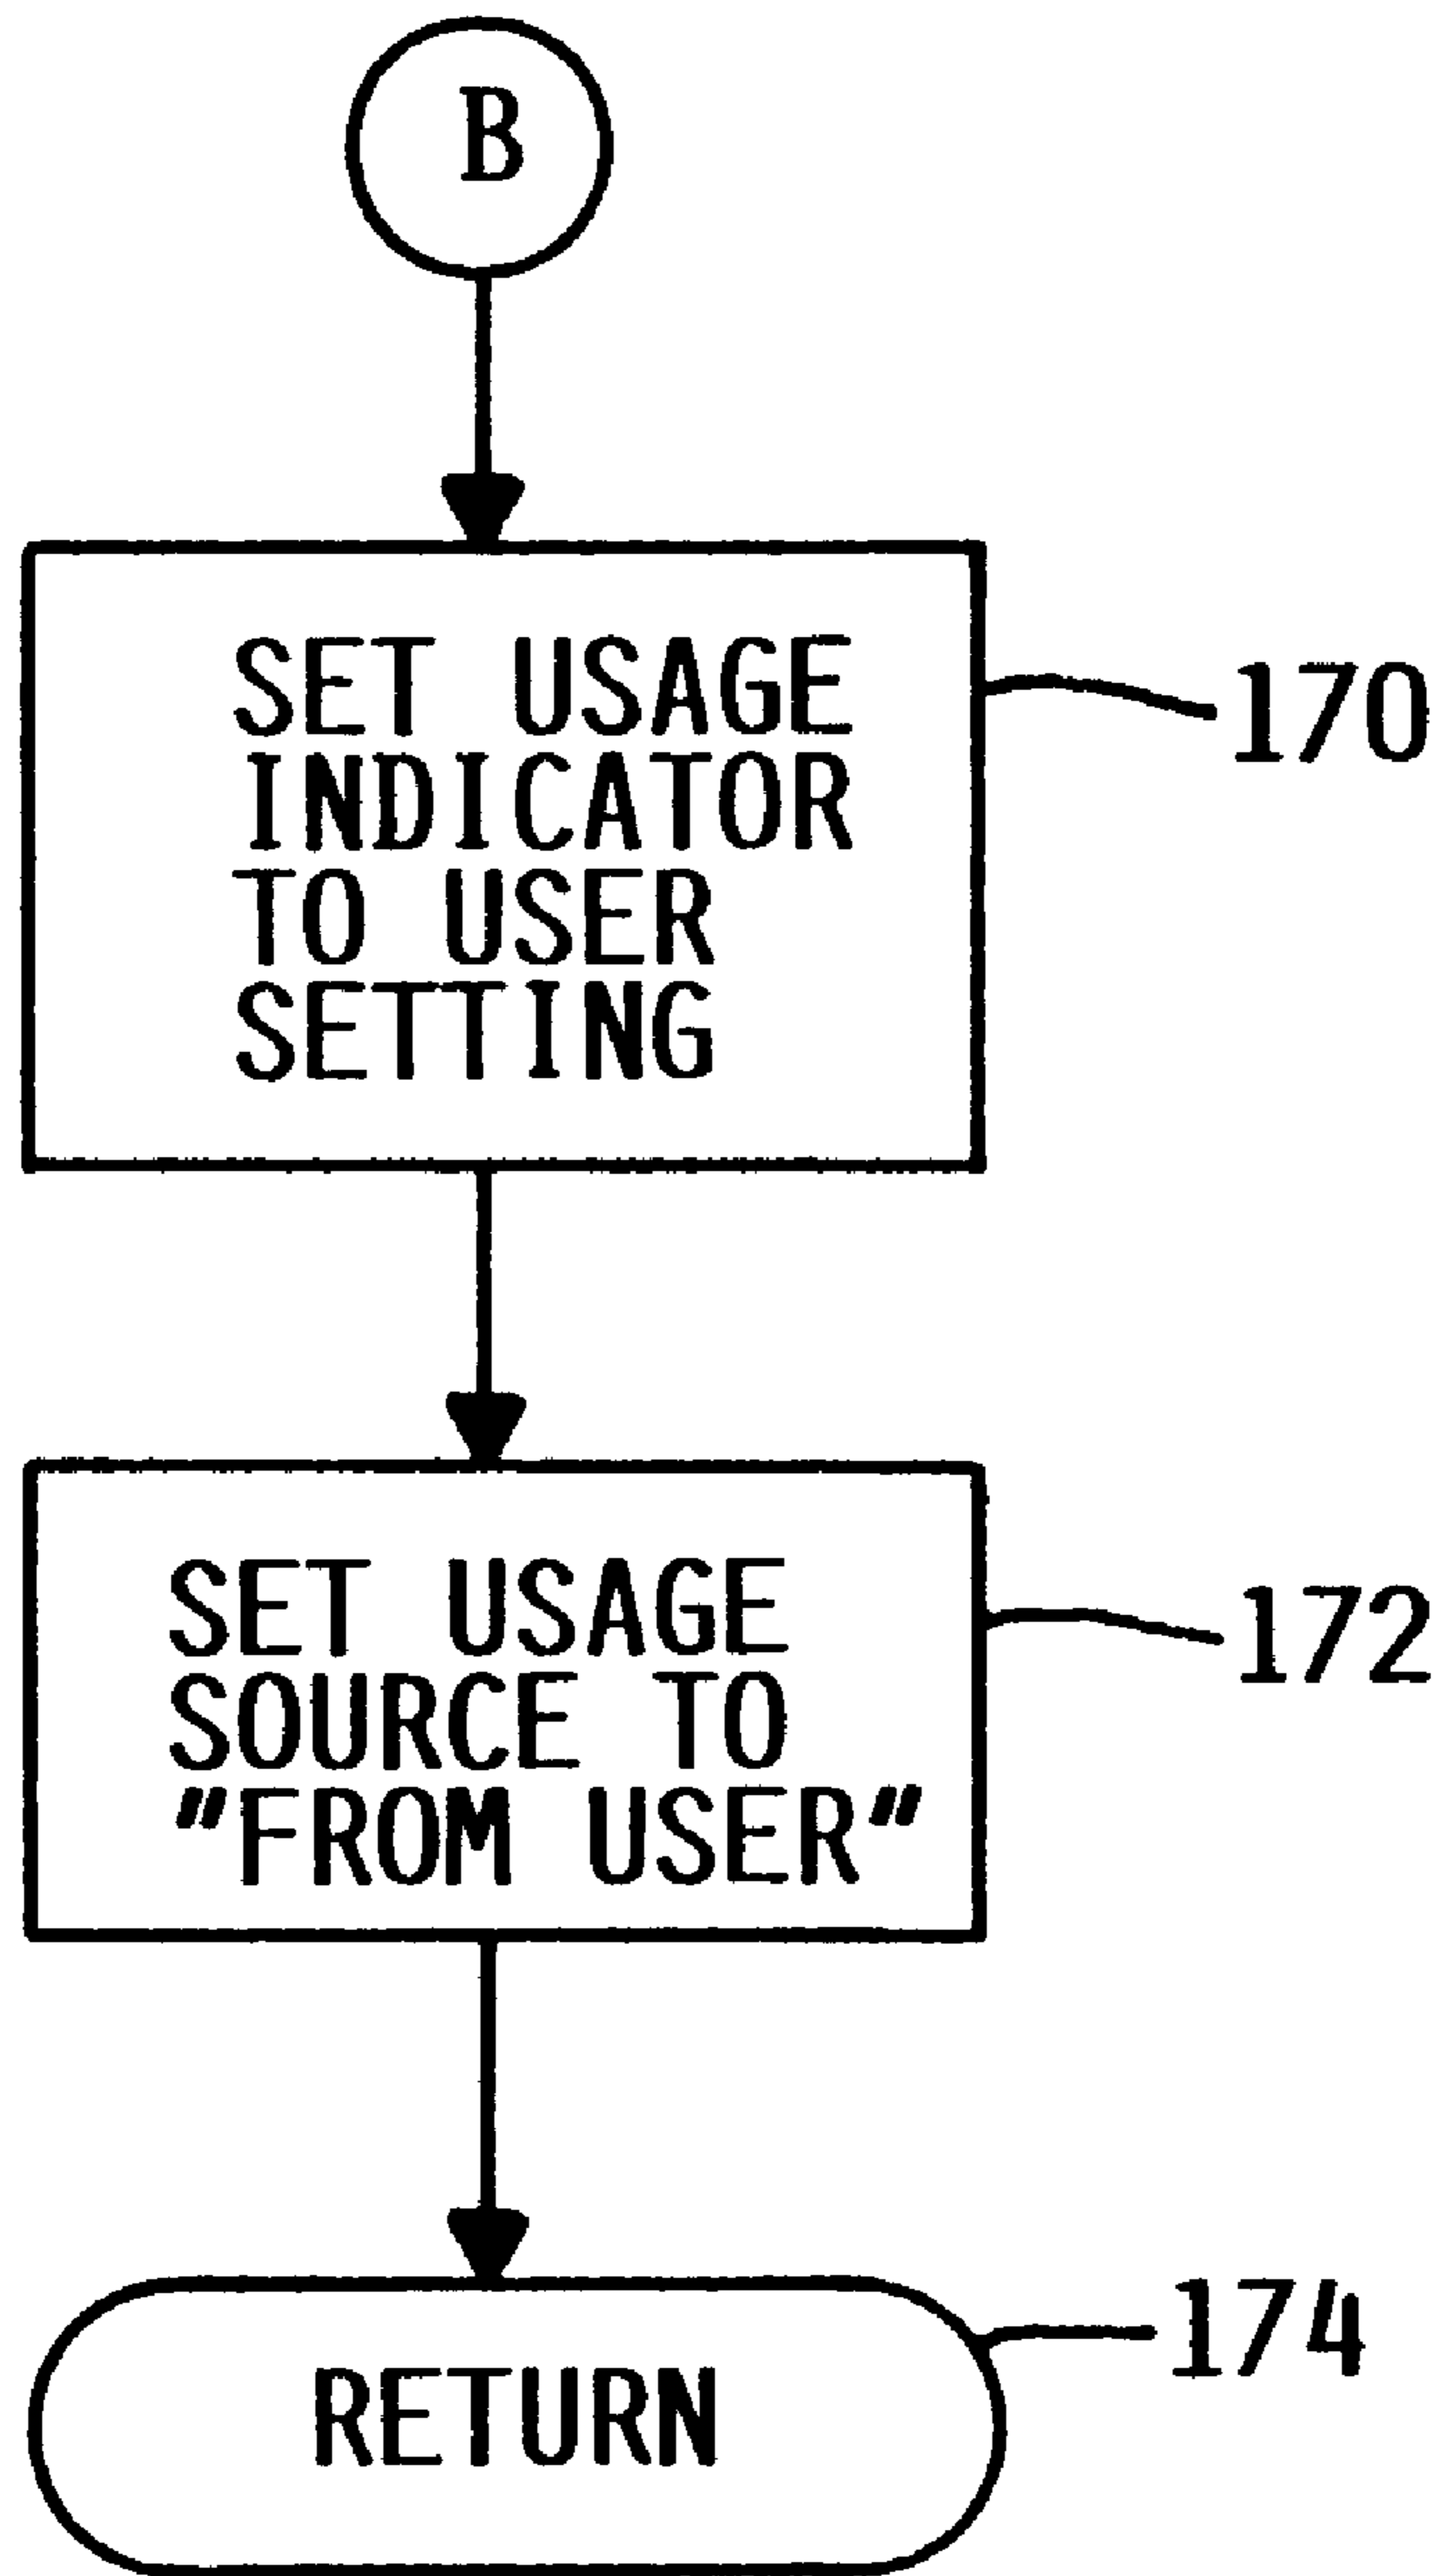 B
SET USAGE
INDICATOR
TO USER
SETTING
170
SET USAGE
SOURCE TO
"FROM USER"
172
RETURN
174